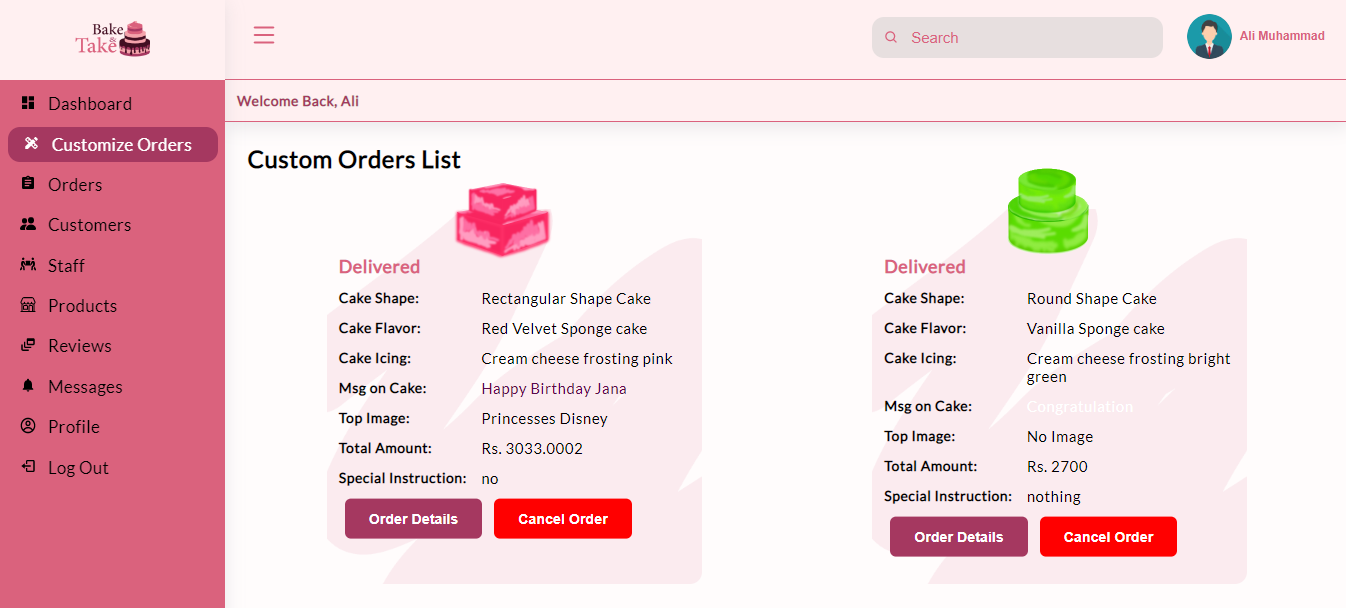 Bake
&
Take
Search
Ali Muhammad
Welcome Back, Ali
Dashboard
Customize Orders
Orders
Customers
Staff
Products
Reviews
Messages
Profile
Log Out
Custom Orders List
Delivered
Cake Shape: Rectangular Shape Cake
Cake Flavor: Red Velvet Sponge cake
Cake Icing: Cream cheese frosting pink
Msg on Cake: Happy Birthday Jana
Top Image: Princesses Disney
Total Amount: Rs. 3033.0002
Special Instruction: no
Order Details Cancel Order
Delivered
Cake Shape: Round Shape Cake
Cake Flavor: Vanilla Sponge cake
Cake Icing: Cream cheese frosting bright
green
Msg on Cake: Congratulation
Top Image: No Image
Total Amount: Rs. 2700
Special Instruction: nothing
Order Details Cancel Order